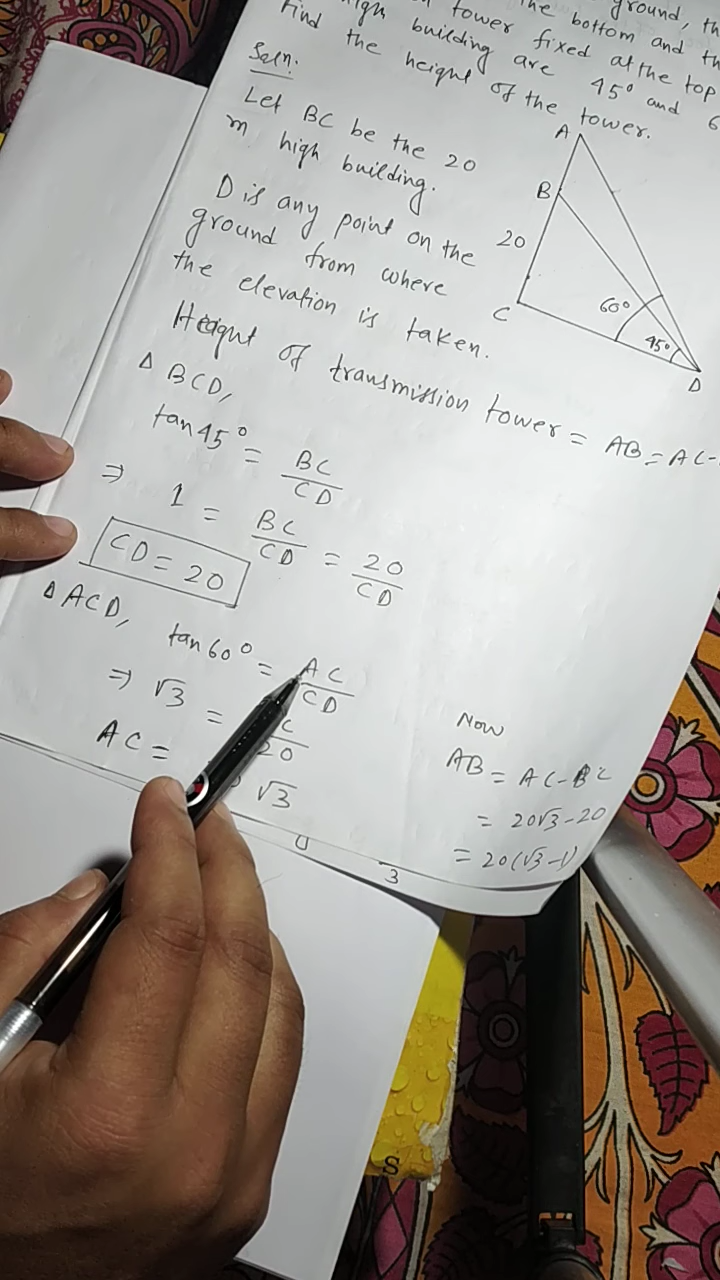 ground, th
the bottom and th
tower fixed at the top
high building are 45° and 6
Find the height of the tower.
Soln.
Let BC be the 20
m high building.
D is any point on the
ground from where
the elevation is taken.
A
B
20
C
60°
45°
D
Height of transmission tower = AB = AC-
Δ BCD,
tan 45° = BC/CD
⇒ 1 = BC/CD = 20/CD
CD = 20
Δ ACD, tan 60° = AC/CD
⇒ √3 = C/20
AC = √3
Now
AB = AC - BC
= 20√3 - 20
= 20(√3 - 1)
3
S